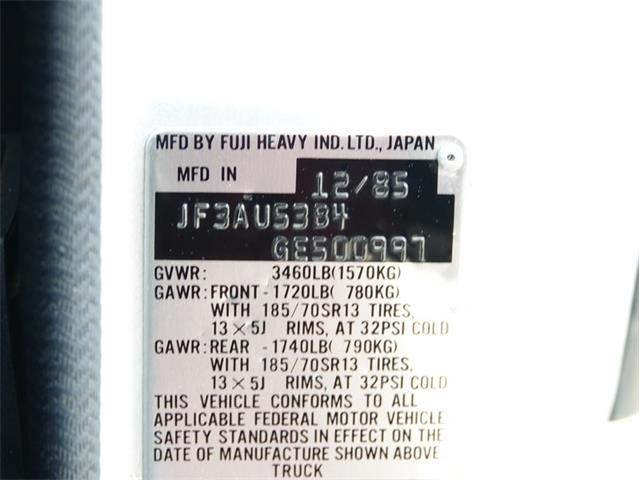 MFD BY FUJI HEAVY IND. LTD., JAPAN
MFD IN 12/85
JF3AU53B4
GE500997
GVWR: 3460LB(1570KG)
GAWR: FRONT-1720LB( 780KG)
WITH 185/70SR13 TIRES,
13 × 5J RIMS, AT 32PSI COLD
GAWR: REAR -1740LB( 790KG)
WITH 185/70SR13 TIRES,
13 × 5J RIMS, AT 32PSI COLD
THIS VEHICLE CONFORMS TO ALL
APPLICABLE FEDERAL MOTOR VEHICLE
SAFETY STANDARDS IN EFFECT ON THE
DATE OF MANUFACTURE SHOWN ABOVE
TRUCK